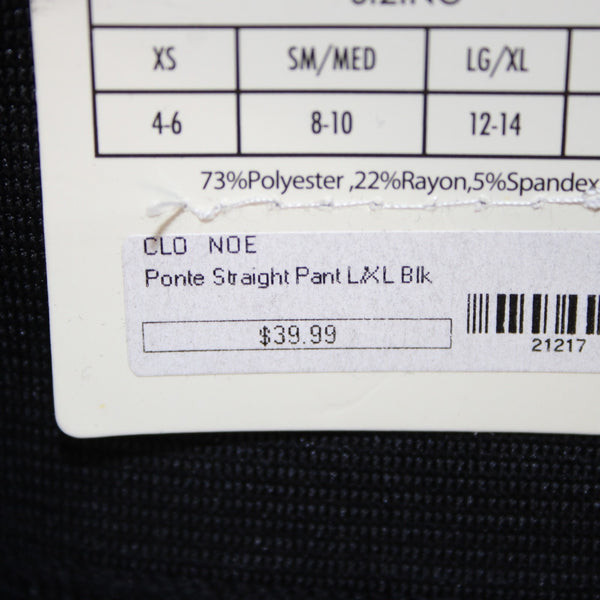 SIZING
XS SM/MED LG/XL
4-6 8-10 12-14
73%Polyester ,22%Rayon,5%Spandex
CLO NOE
Ponte Straight Pant L/XL Blk
$39.99
21217